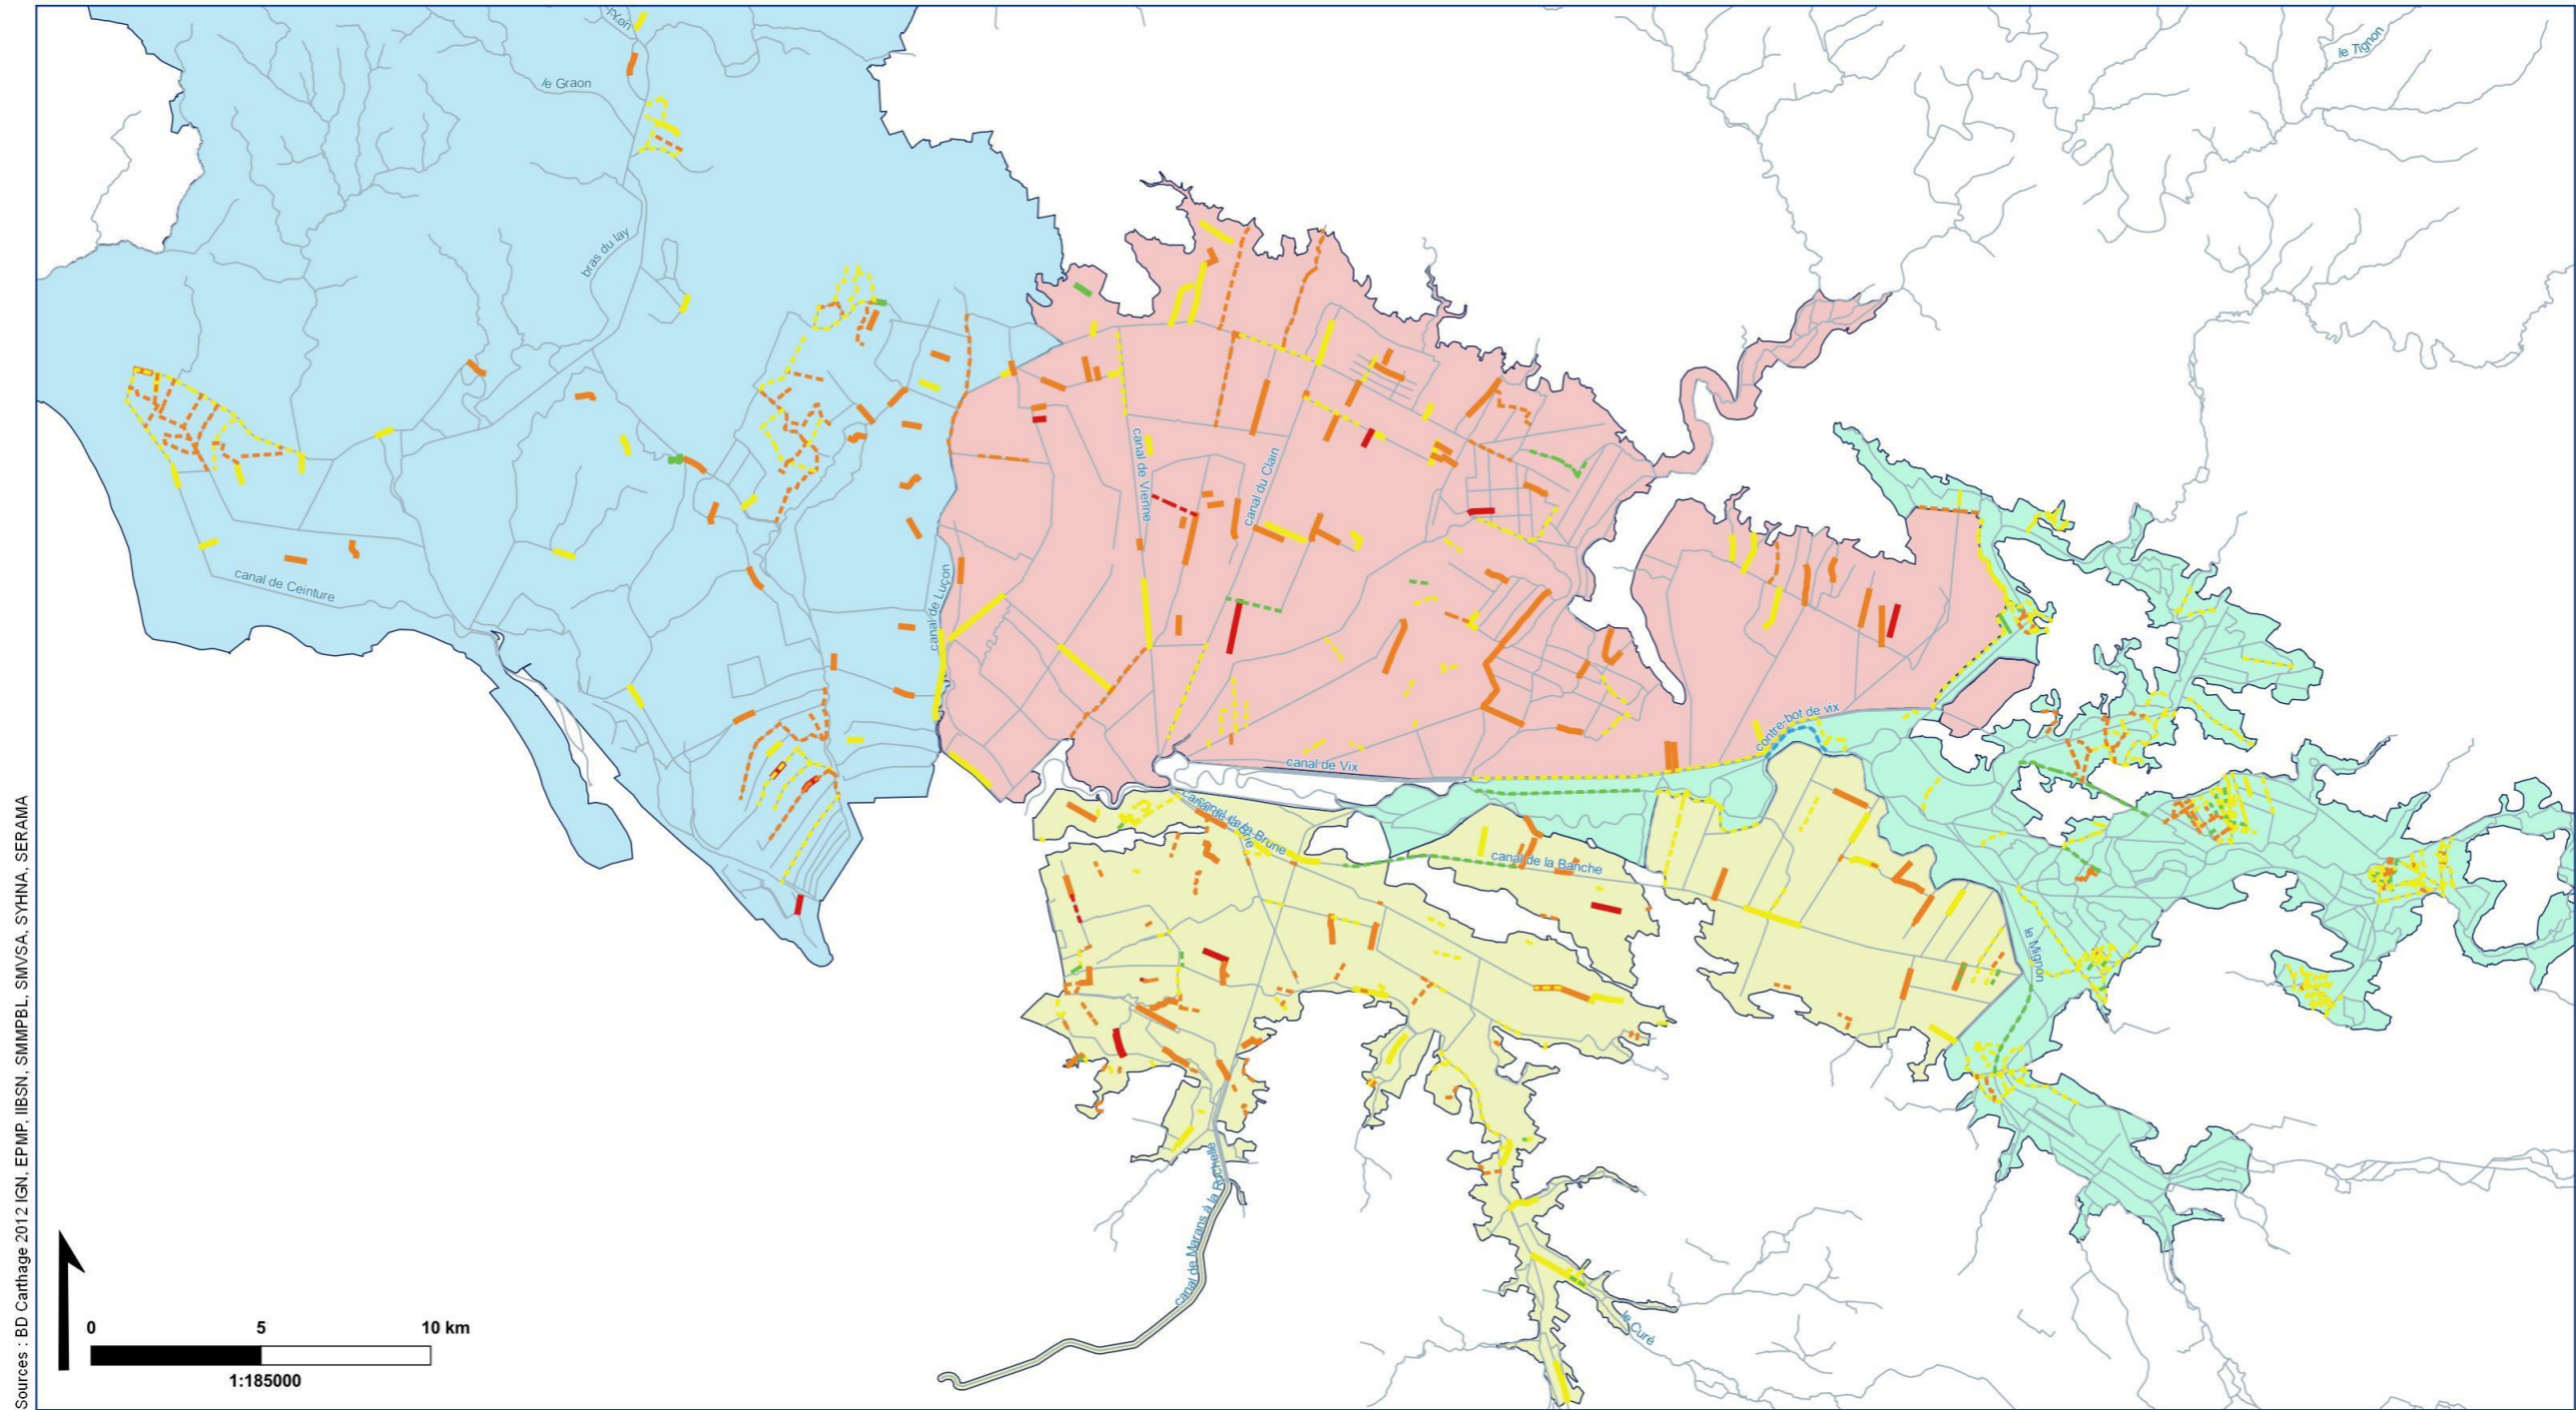 l'Yon
le Graon
le Tignon
bras du lay
canal de Vienne
canal du Clain
canal de Ceinture
canal de Luçon
contre-bot de vix
canal de Vix
canal de la Brune
canal de la Banche
le Mignon
canal de Marans à la Rochelle
le Curé
0 5 10 km
1:185000
Sources : BD Carthage 2012 IGN, EPMP, IIBSN, SMMPBL, SMVSA, SYHNA, SERAMA